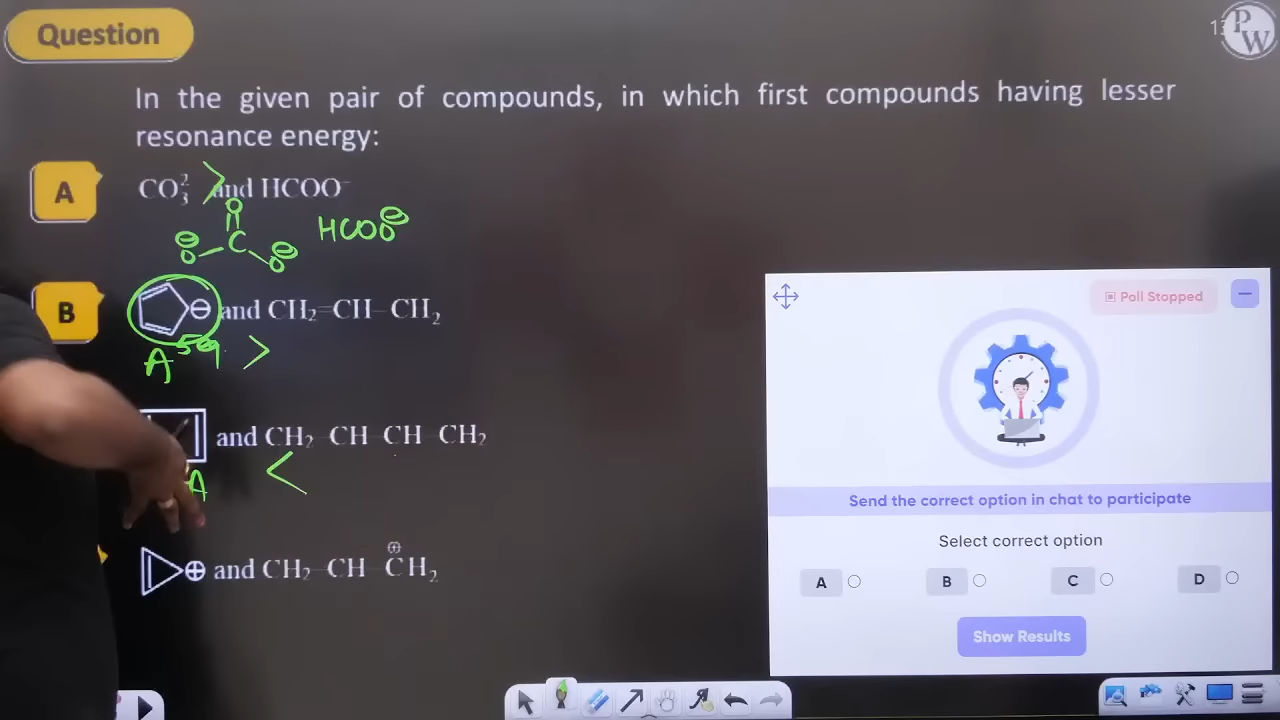 Question
PW
In the given pair of compounds, in which first compounds having lesser
resonance energy:
A
CO₃² > and HCOO⁻
O
⊖O C O⊖
HCOO⊖
B
⊖ and CH₂=CH–CH₂
A >
and CH₂ CH CH CH₂
A <
⊕ and CH₂ CH C⊕H₂
Poll Stopped
Send the correct option in chat to participate
Select correct option
A B C D
Show Results